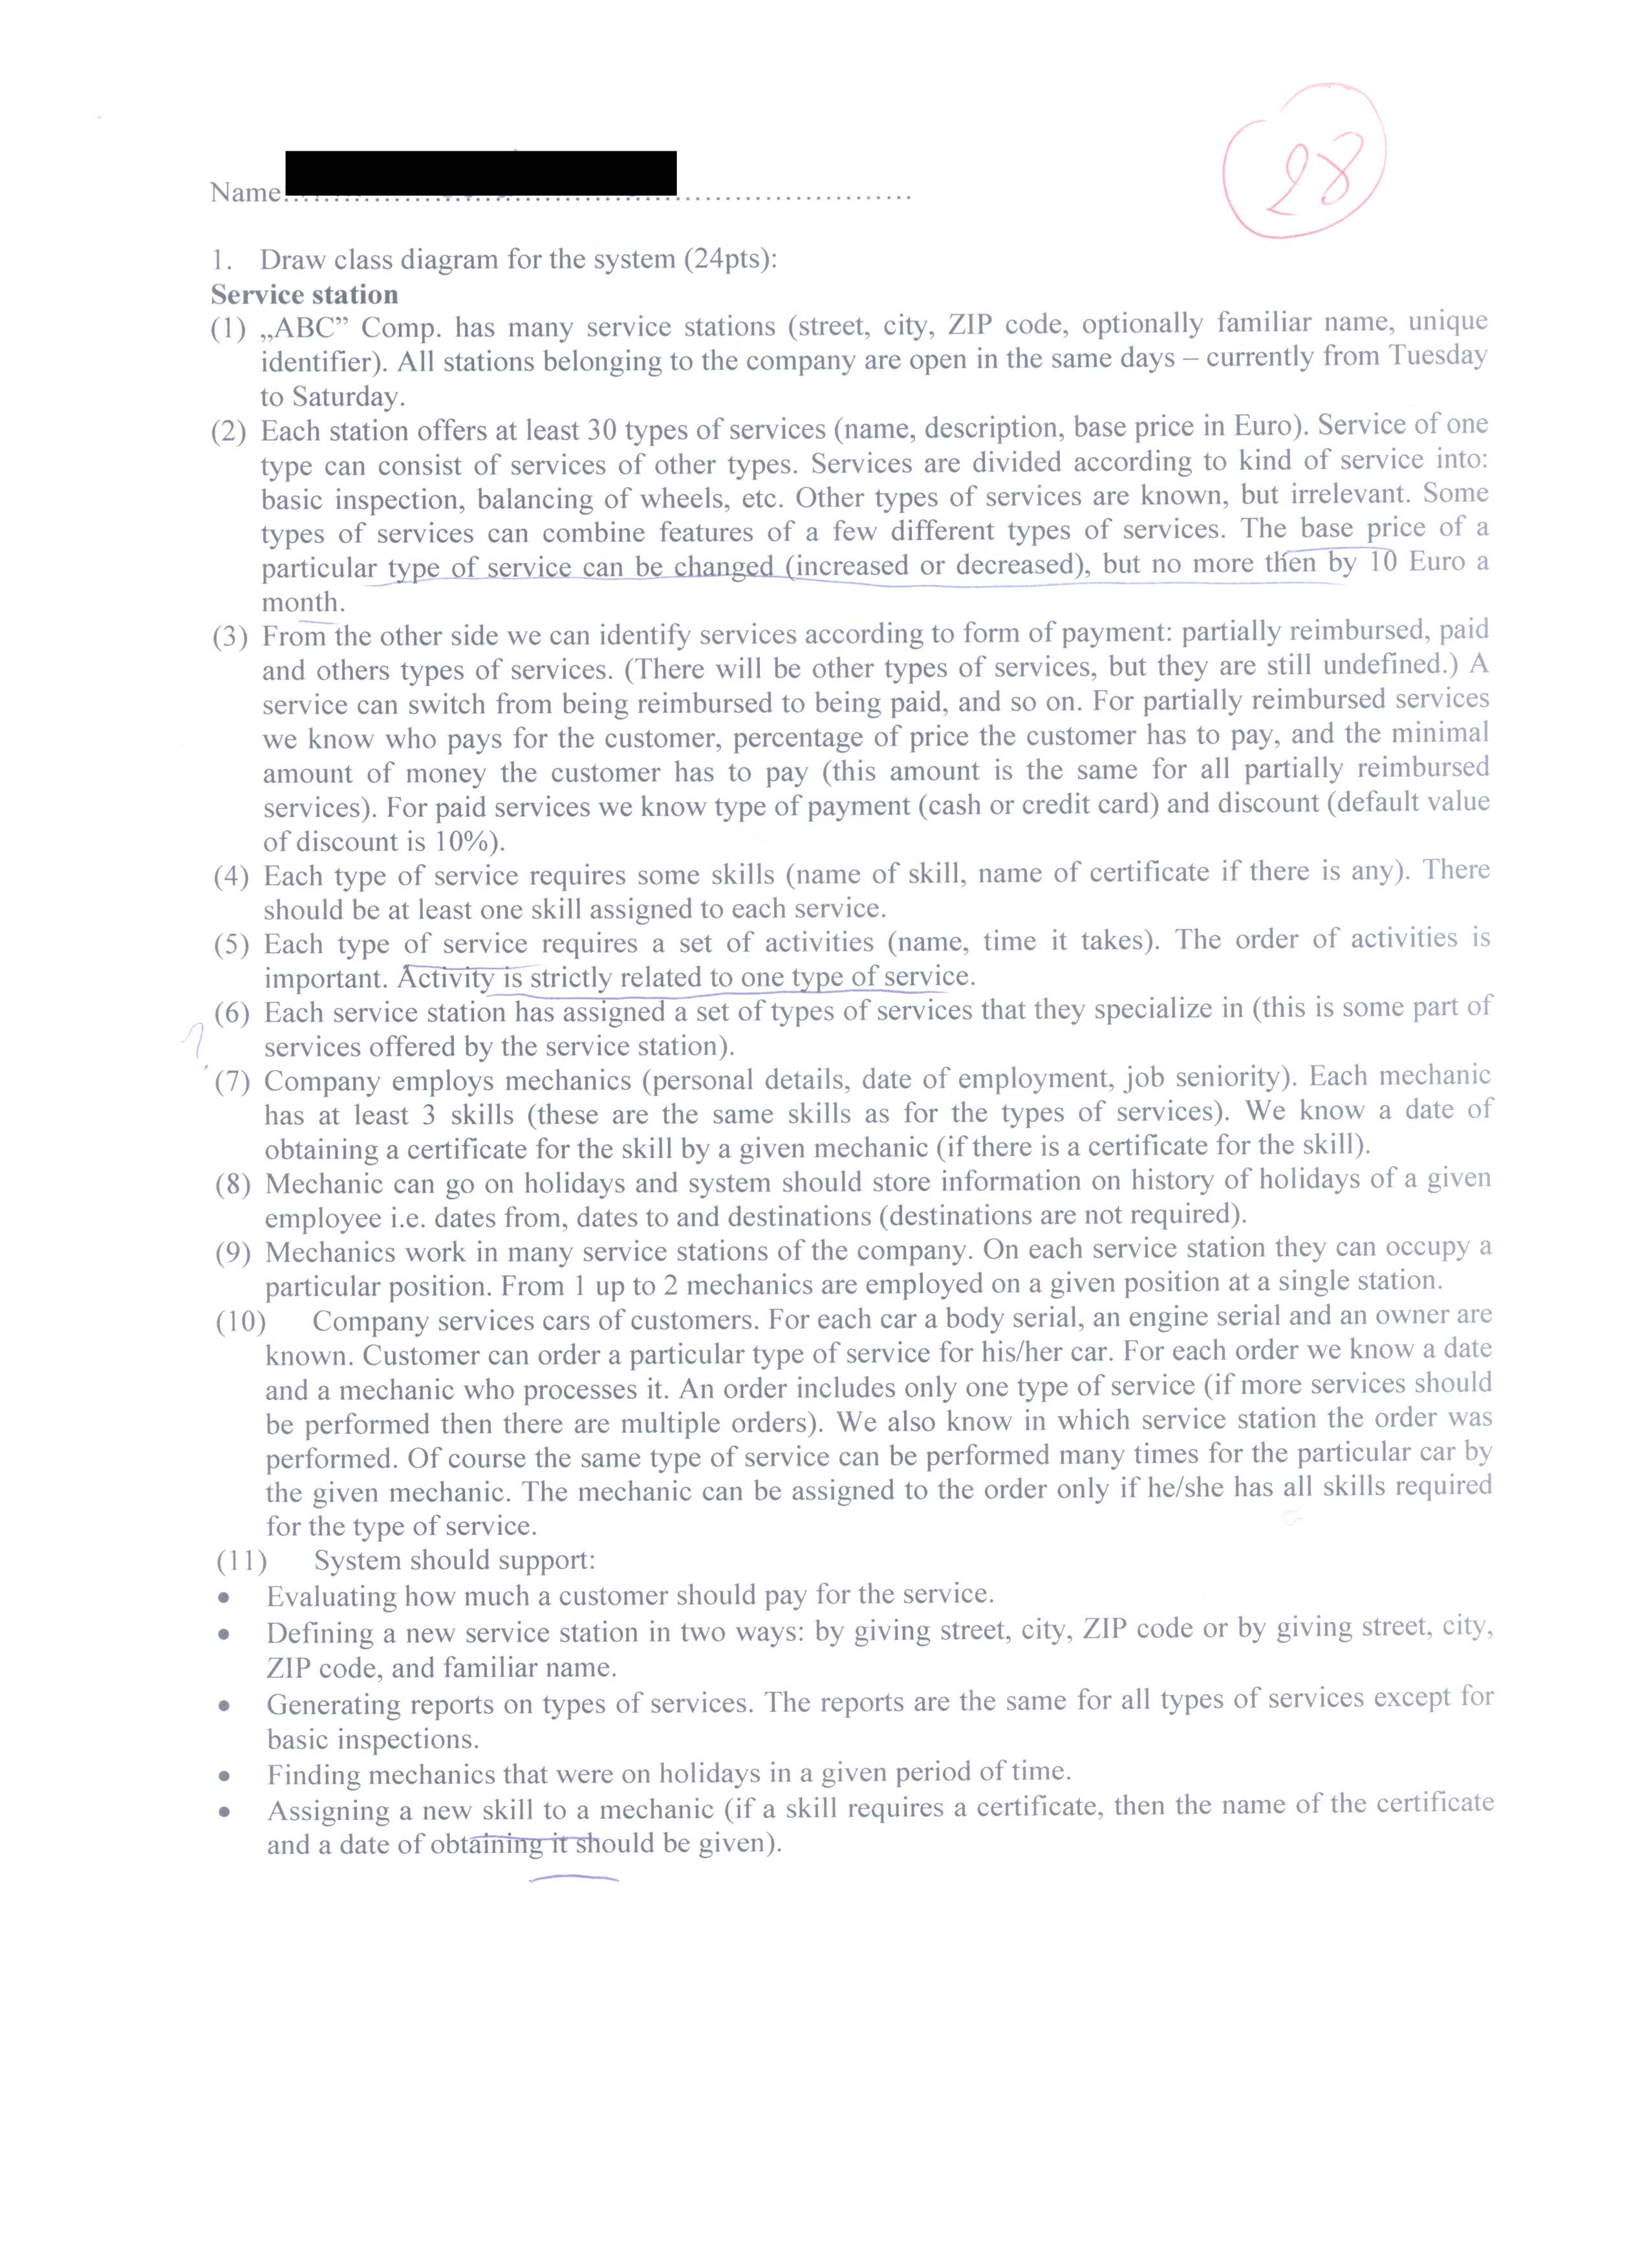 28
Name..............................................................
1. Draw class diagram for the system (24pts):
Service station
(1) „ABC” Comp. has many service stations (street, city, ZIP code, optionally familiar name, unique
identifier). All stations belonging to the company are open in the same days – currently from Tuesday
to Saturday.
(2) Each station offers at least 30 types of services (name, description, base price in Euro). Service of one
type can consist of services of other types. Services are divided according to kind of service into:
basic inspection, balancing of wheels, etc. Other types of services are known, but irrelevant. Some
types of services can combine features of a few different types of services. The base price of a
particular type of service can be changed (increased or decreased), but no more then by 10 Euro a
month.
(3) From the other side we can identify services according to form of payment: partially reimbursed, paid
and others types of services. (There will be other types of services, but they are still undefined.) A
service can switch from being reimbursed to being paid, and so on. For partially reimbursed services
we know who pays for the customer, percentage of price the customer has to pay, and the minimal
amount of money the customer has to pay (this amount is the same for all partially reimbursed
services). For paid services we know type of payment (cash or credit card) and discount (default value
of discount is 10%).
(4) Each type of service requires some skills (name of skill, name of certificate if there is any). There
should be at least one skill assigned to each service.
(5) Each type of service requires a set of activities (name, time it takes). The order of activities is
important. Activity is strictly related to one type of service.
(6) Each service station has assigned a set of types of services that they specialize in (this is some part of
services offered by the service station).
?
(7) Company employs mechanics (personal details, date of employment, job seniority). Each mechanic
has at least 3 skills (these are the same skills as for the types of services). We know a date of
obtaining a certificate for the skill by a given mechanic (if there is a certificate for the skill).
(8) Mechanic can go on holidays and system should store information on history of holidays of a given
employee i.e. dates from, dates to and destinations (destinations are not required).
(9) Mechanics work in many service stations of the company. On each service station they can occupy a
particular position. From 1 up to 2 mechanics are employed on a given position at a single station.
(10) Company services cars of customers. For each car a body serial, an engine serial and an owner are
known. Customer can order a particular type of service for his/her car. For each order we know a date
and a mechanic who processes it. An order includes only one type of service (if more services should
be performed then there are multiple orders). We also know in which service station the order was
performed. Of course the same type of service can be performed many times for the particular car by
the given mechanic. The mechanic can be assigned to the order only if he/she has all skills required
for the type of service.
(11) System should support:
• Evaluating how much a customer should pay for the service.
• Defining a new service station in two ways: by giving street, city, ZIP code or by giving street, city,
ZIP code, and familiar name.
• Generating reports on types of services. The reports are the same for all types of services except for
basic inspections.
• Finding mechanics that were on holidays in a given period of time.
• Assigning a new skill to a mechanic (if a skill requires a certificate, then the name of the certificate
and a date of obtaining it should be given).